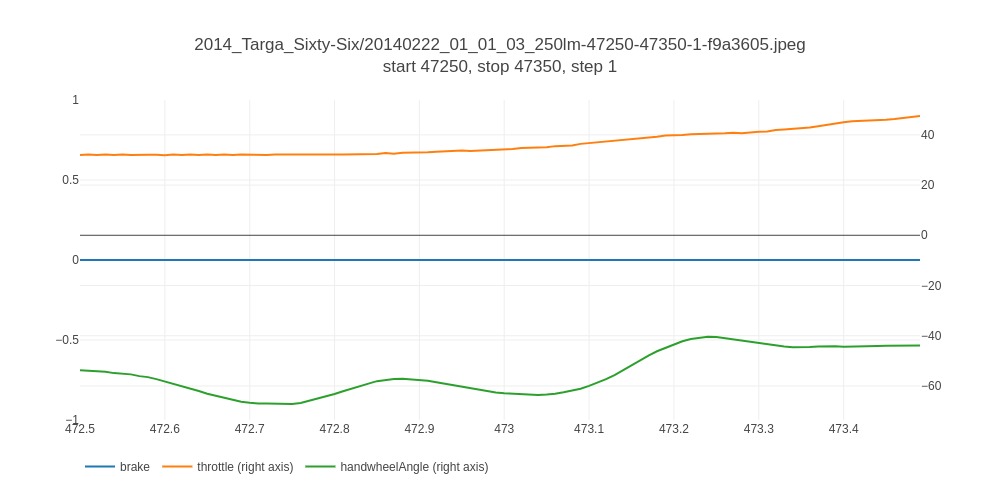 2014_Targa_Sixty-Six/20140222_01_01_03_250lm-47250-47350-1-f9a3605.jpeg
start 47250, stop 47350, step 1
1
0.5
0
−0.5
−1
40
20
0
−20
−40
−60
472.5 472.6 472.7 472.8 472.9 473 473.1 473.2 473.3 473.4
brake throttle (right axis) handwheelAngle (right axis)